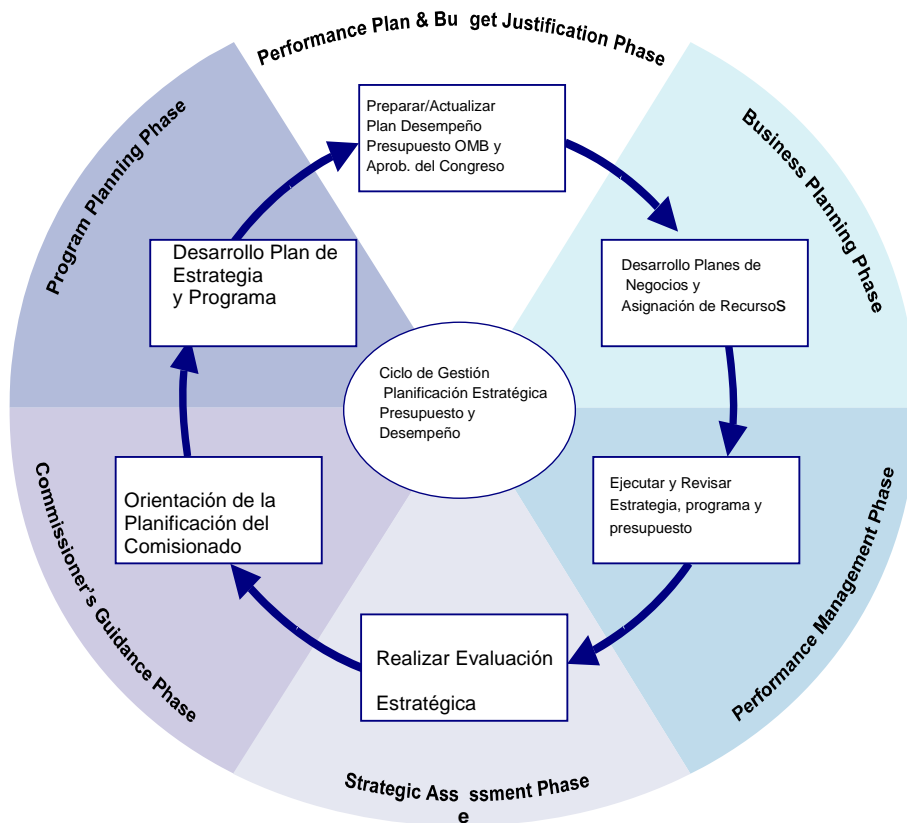 Performance Plan & Bu get Justification Phase
Preparar/Actualizar
Plan Desempeño
Presupuesto OMB y
Aprob. del Congreso
Program Planning Phase
Business Planning Phase
Desarrollo Plan de
Estrategia
y Programa
Desarrollo Planes de
Negocios y
Asignación de Recursos
Ciclo de Gestión
Planificación Estratégica
Presupuesto y
Desempeño
Orientación de la
Planificación del
Comisionado
Ejecutar y Revisar
Estrategia, programa y
presupuesto
Commissioner's Guidance Phase
Performance Management Phase
Realizar Evaluación
Estratégica
Strategic Ass ssment Phase
e